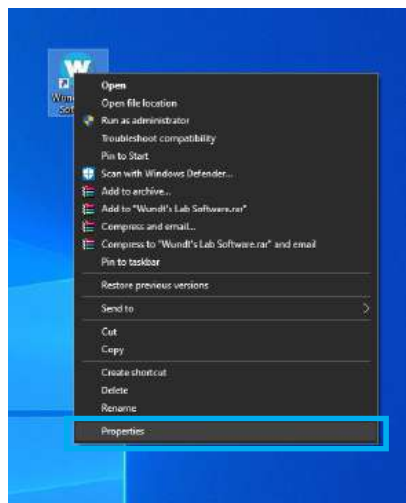 W
Open
Open file location
Run as administrator
Troubleshoot compatibility
Pin to Start
Scan with Windows Defender...
Add to archive...
Add to "Wundt's Lab Software.rar"
Compress and email...
Compress to "Wundt's Lab Software.rar" and email
Pin to taskbar
Restore previous versions
Send to
Cut
Copy
Create shortcut
Delete
Rename
Properties